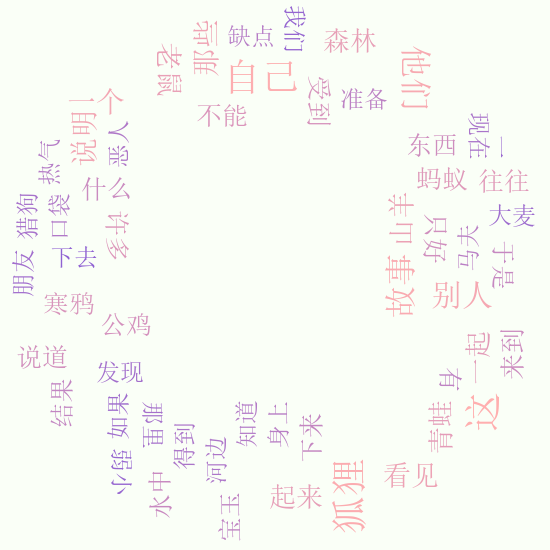 我们
缺点
那些
森林
老鼠
自己
他们
受到
准备
不能
一个
说明
恶人
现在
一
东西
热气
什么
蚂蚁
往往
猎狗
口袋
许多
山羊
只好
大麦
马夫
朋友
下去
于是
故事
别人
寒鸦
公鸡
说道
一起
来到
发现
有
结果
如果
那里
知道
身上
这
青蛙
得到
下来
河边
弱小
水中
狐狸
看见
宝玉
起来